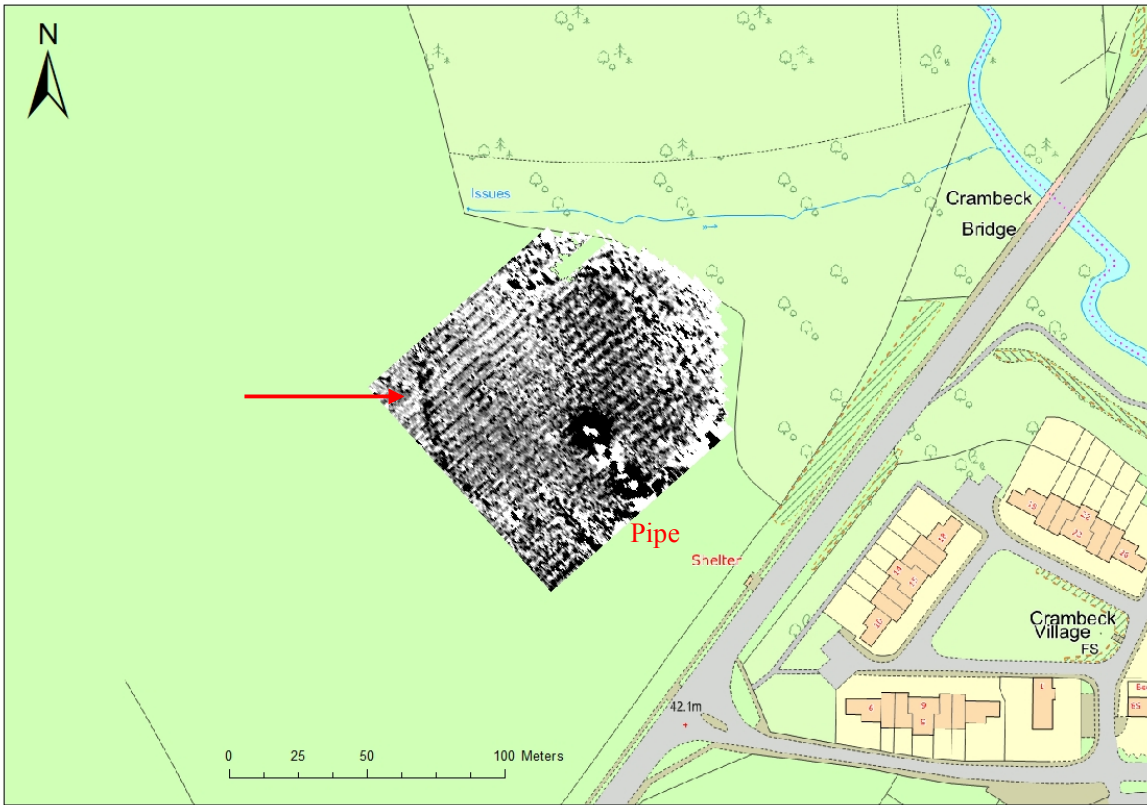 N
Issues
Crambeck
Bridge
Pipe
Shelter
Crambeck
Village
FS
42.1m
0 25 50 100 Meters